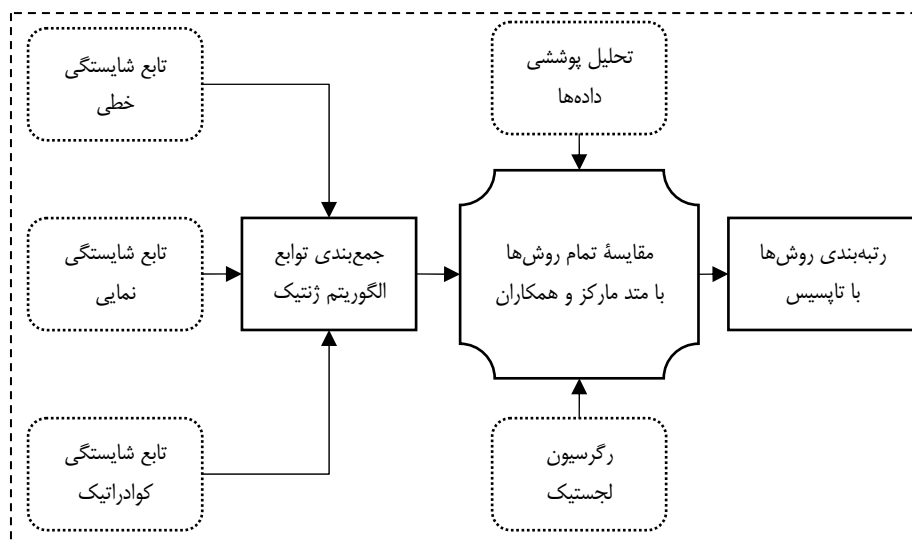 تابع شایستگی
خطی
تحلیل پوششی
داده‌ها
تابع شایستگی
نمایی
جمع‌بندی توابع
الگوریتم ژنتیک
مقایسهٔ تمام روش‌ها
با متد مارکز و همکاران
رتبه‌بندی روش‌ها
با تاپسیس
تابع شایستگی
کوادراتیک
رگرسیون
لجستیک